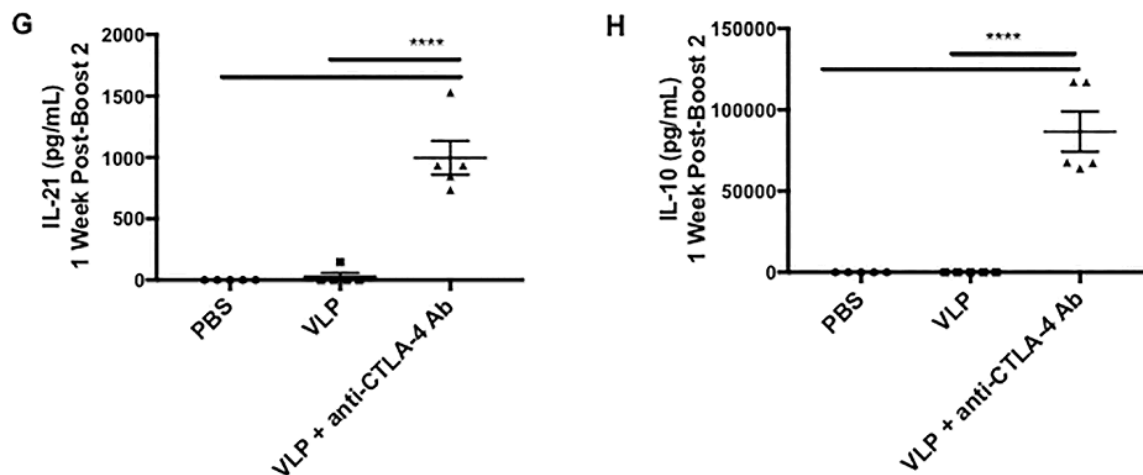 G
IL-21 (pg/mL)
1 Week Post-Boost 2
2000
1500
1000
500
0
****
PBS
VLP
VLP + anti-CTLA-4 Ab
H
IL-10 (pg/mL)
1 Week Post-Boost 2
150000
100000
50000
0
****
PBS
VLP
VLP + anti-CTLA-4 Ab